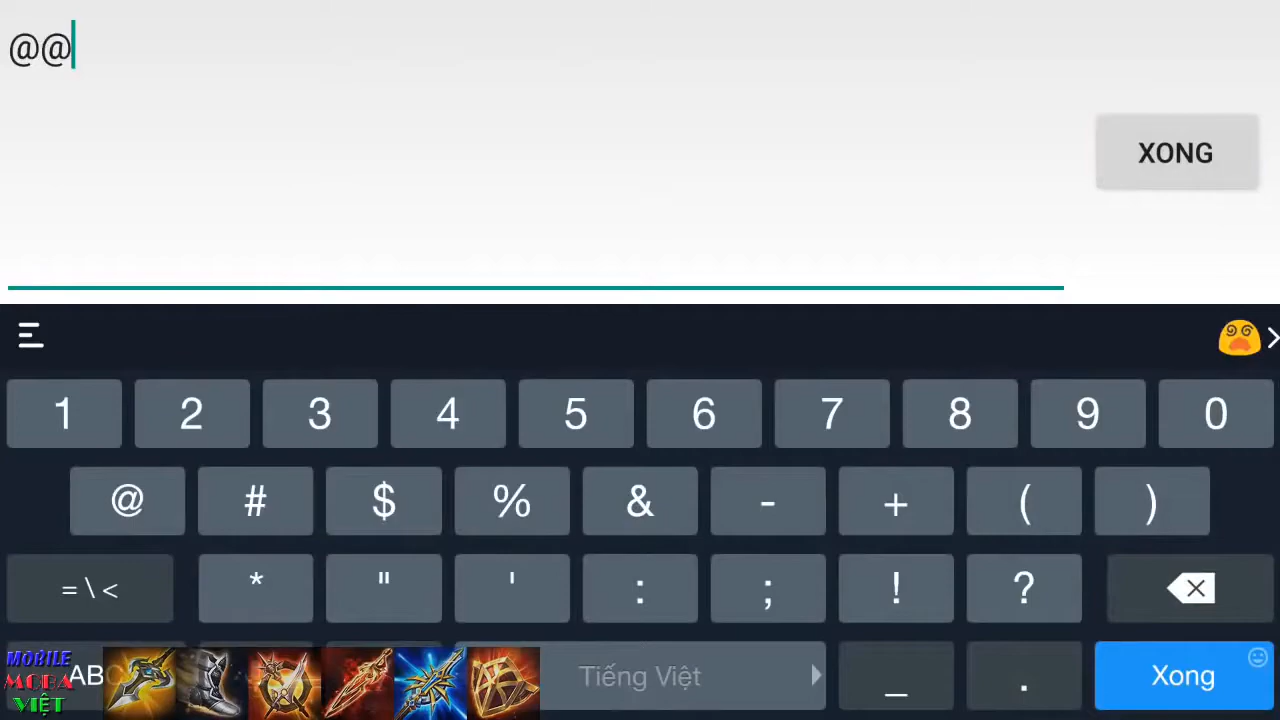 @@
XONG
1 2 3 4 5 6 7 8 9 0
@ # $ % & - + ( )
= \ < * " ' : ; ! ?
ABC Tiếng Việt _ . Xong
MOBILE
MOBA
VIỆT